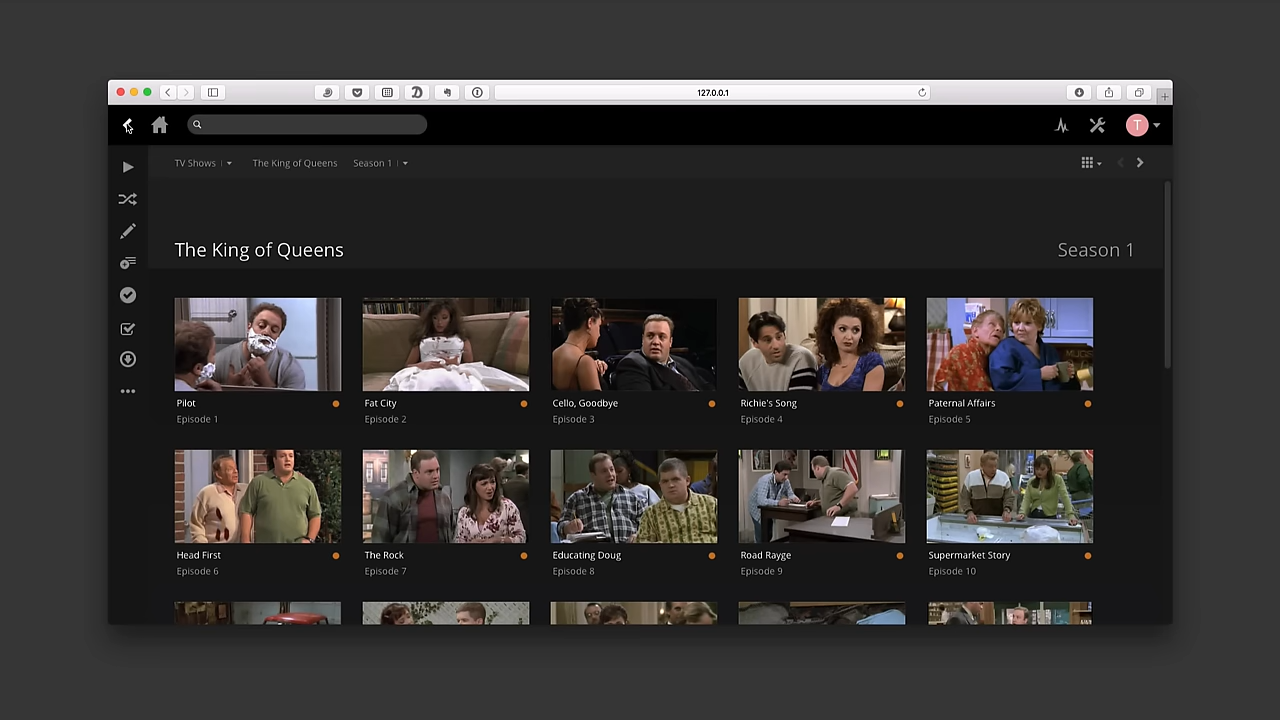 127.0.0.1
T
TV Shows
The King of Queens
Season 1
The King of Queens
Season 1
Pilot
Episode 1
Fat City
Episode 2
Cello, Goodbye
Episode 3
Richie's Song
Episode 4
Paternal Affairs
Episode 5
Head First
Episode 6
The Rock
Episode 7
Educating Doug
Episode 8
Road Rayge
Episode 9
Supermarket Story
Episode 10